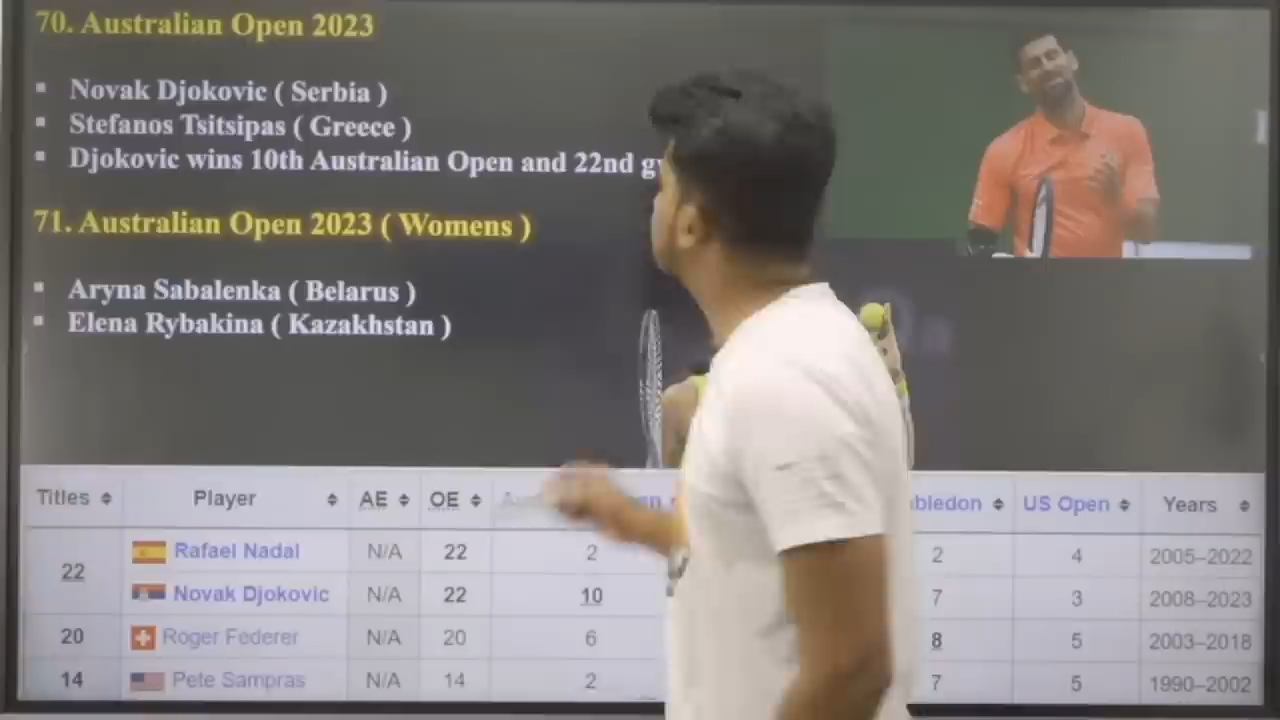 70. Australian Open 2023
▪ Novak Djokovic ( Serbia )
▪ Stefanos Tsitsipas ( Greece )
▪ Djokovic wins 10th Australian Open and 22nd
71. Australian Open 2023 ( Womens )
▪ Aryna Sabalenka ( Belarus )
▪ Elena Rybakina ( Kazakhstan )
Titles Player AE OE bledon US Open Years
22 Rafael Nadal N/A 22 2 2 4 2005–2022
Novak Djokovic N/A 22 10 7 3 2008–2023
20 Roger Federer N/A 20 6 8 5 2003–2018
14 Pete Sampras N/A 14 2 7 5 1990–2002